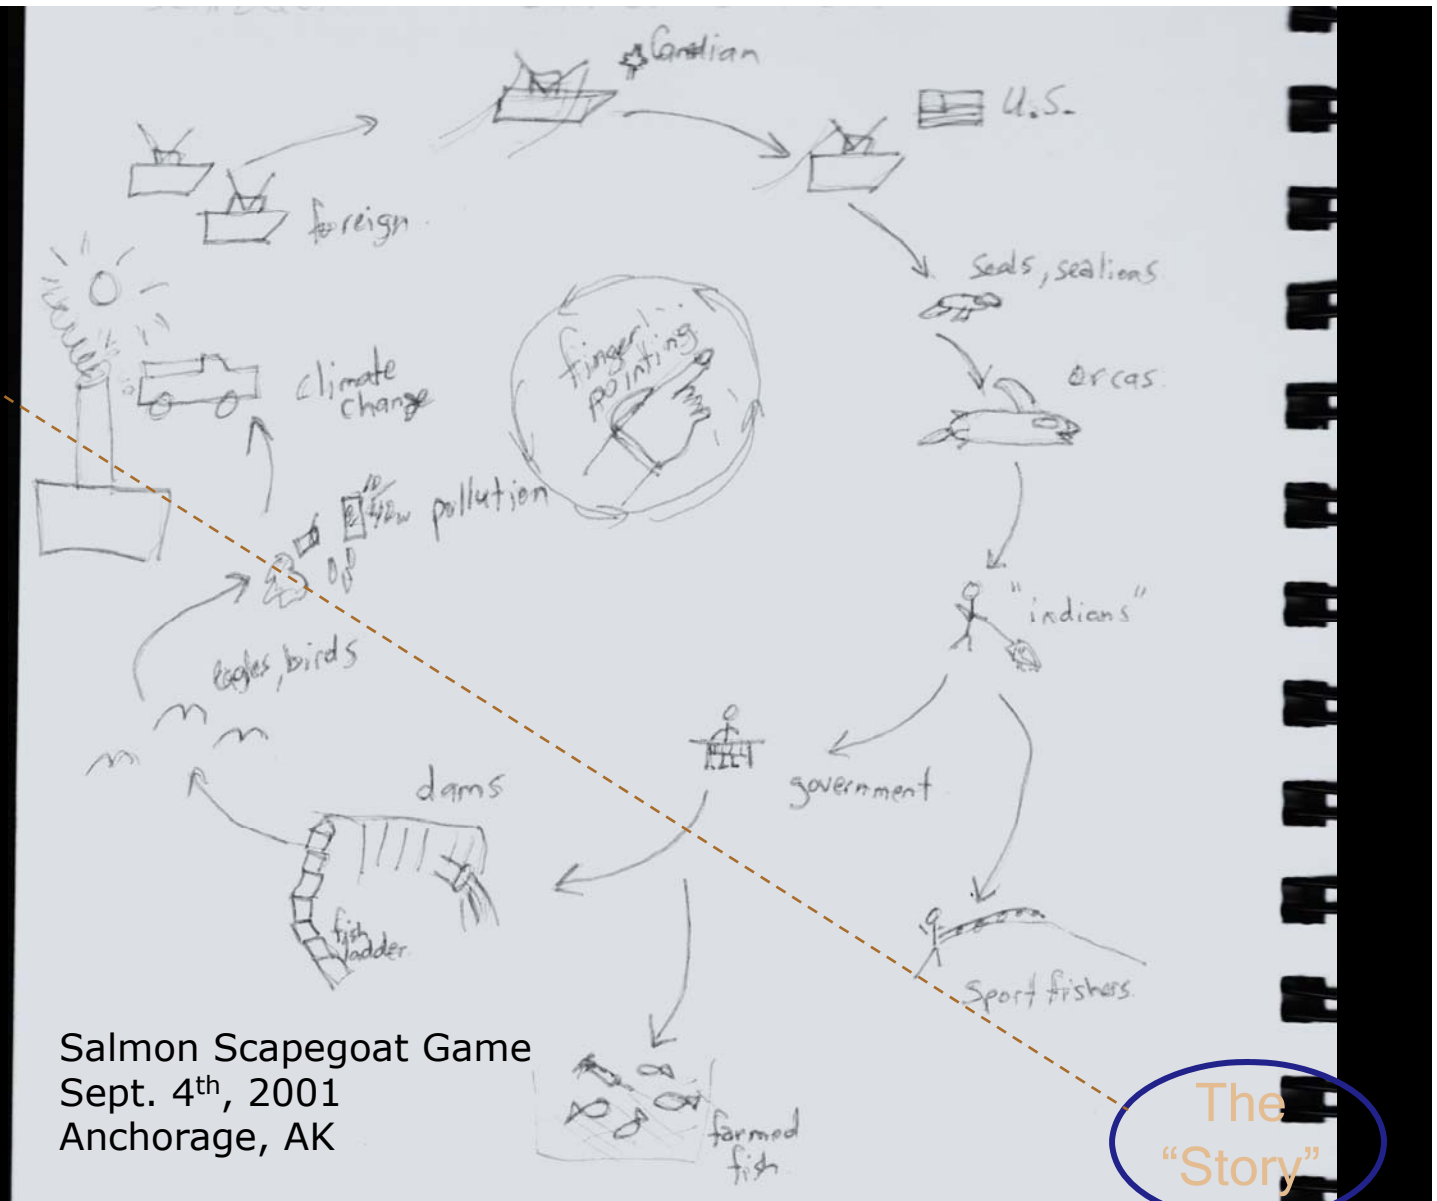 Candian
U.S.
foreign
seals, sealions
finger
pointing
orcas
climate
change
pollution
"indians"
eagles, birds
dams
government
fish
ladder
sport fishers
Salmon Scapegoat Game
Sept. 4th, 2001
Anchorage, AK
farmed
fish
The
“Story”